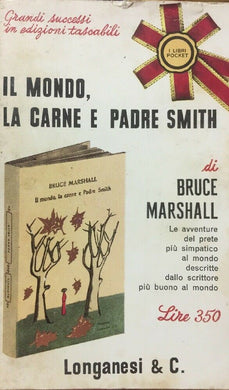 Grandi successi
in edizioni tascabili
I LIBRI
POCKET
IL MONDO,
LA CARNE E PADRE SMITH
di
BRUCE
MARSHALL
Le avventure
del prete
più simpatico
al mondo
descritte
dallo scrittore
più buono al mondo
Lire 350
BRUCE MARSHALL
Il mondo, la carne e Padre Smith
Longanesi & C.